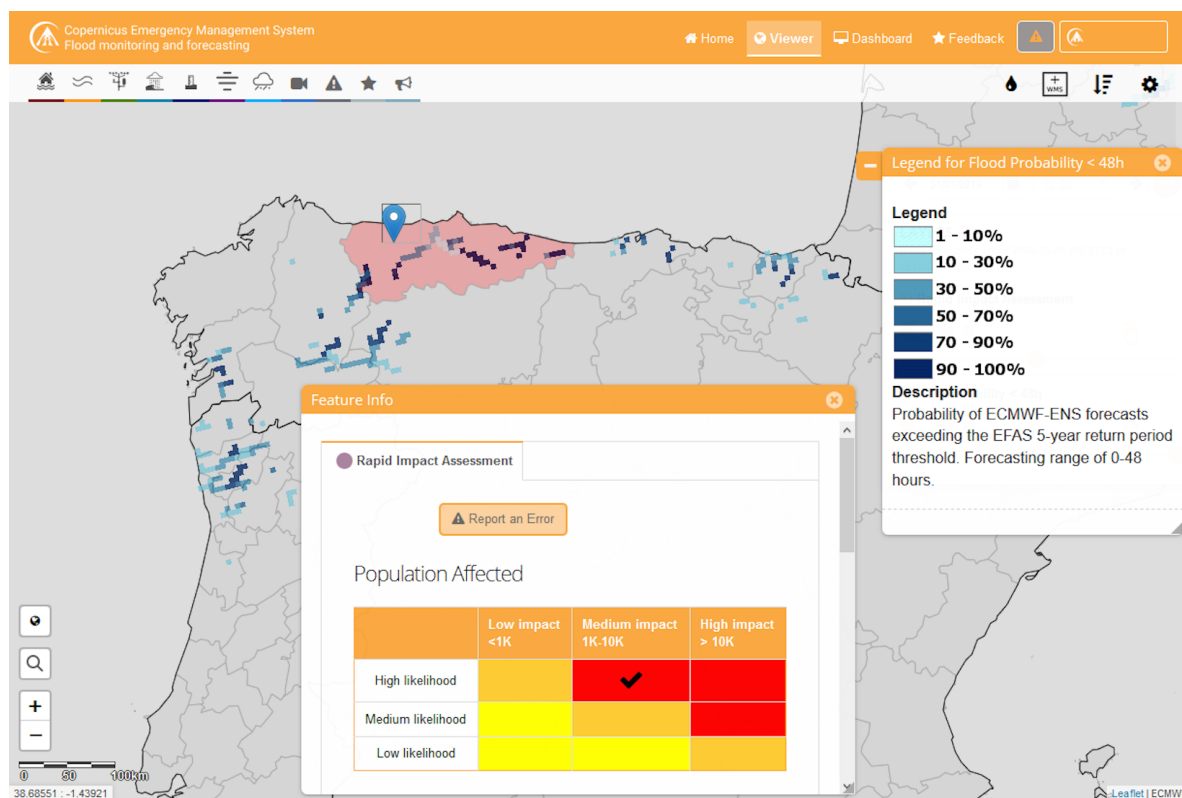 Copernicus Emergency Management System
Flood monitoring and forecasting
Home
Viewer
Dashboard
Feedback
+
WMS
Legend for Flood Probability < 48h
Legend
1 - 10%
10 - 30%
30 - 50%
50 - 70%
70 - 90%
90 - 100%
Description
Probability of ECMWF-ENS forecasts
exceeding the EFAS 5-year return period
threshold. Forecasting range of 0-48
hours.
Feature Info
Rapid Impact Assessment
Report an Error
Population Affected
Low impact Medium impact High impact
<1K 1K-10K > 10K
High likelihood
Medium likelihood
Low likelihood
+
−
0 50 100km
38.68551 : -1.43921
Leaflet | ECMW